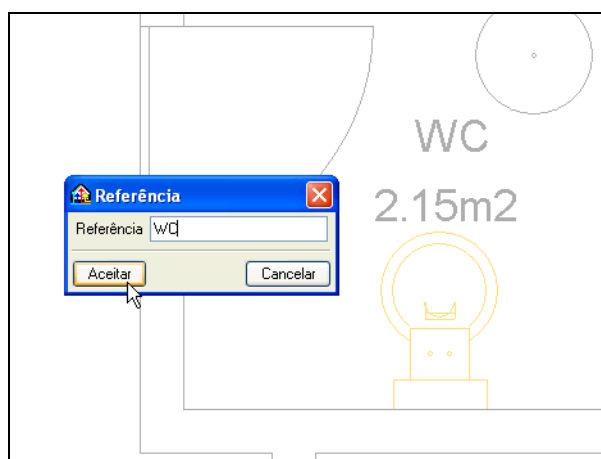 WC
2.15m2
Referência
Referência WC
Aceitar Cancelar